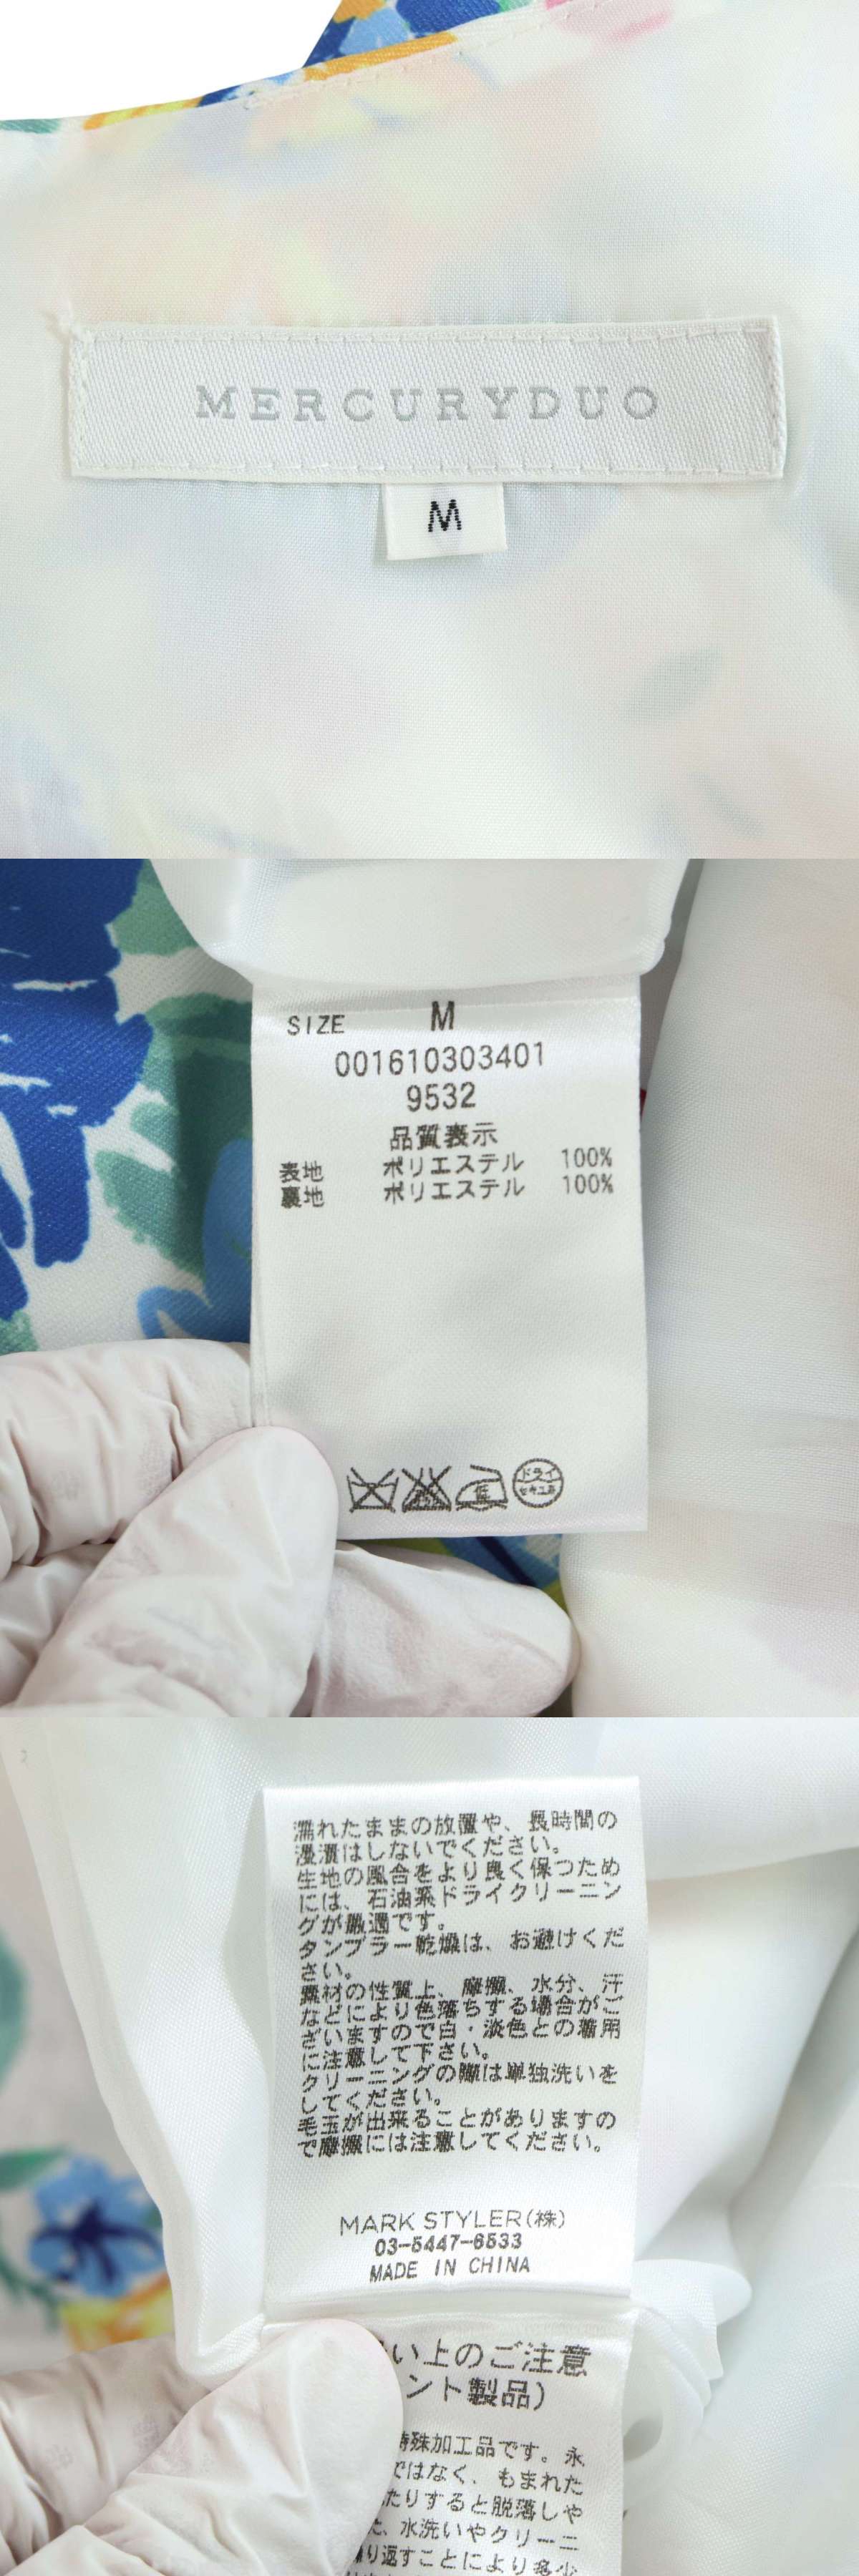 MERCURYDUO
M
SIZE M
001610303401
9532
品質表示
表地 ポリエステル 100%
裏地 ポリエステル 100%
ドライ
セキユ系
濡れたままの放置や、長時間の
浸漬はしないでください。
生地の風合をより良く保つため
には、石油系ドライクリーニン
グが最適です。
タンブラー乾燥は、お避けくだ
さい。
素材の性質上、摩擦、水分、汗
などにより色落ちする場合がご
ざいますので白・淡色との着用
に注意して下さい。
クリーニングの際は単独洗いを
してください。
毛玉が出来ることがありますの
で摩擦には注意してください。
MARK STYLER(株)
03-5447-6533
MADE IN CHINA
い上のご注意
ント製品)
特殊加工品です。永
ではなく、もまれた
たりすると脱落しや
た、水洗いやクリーニ
り返すことにより多少